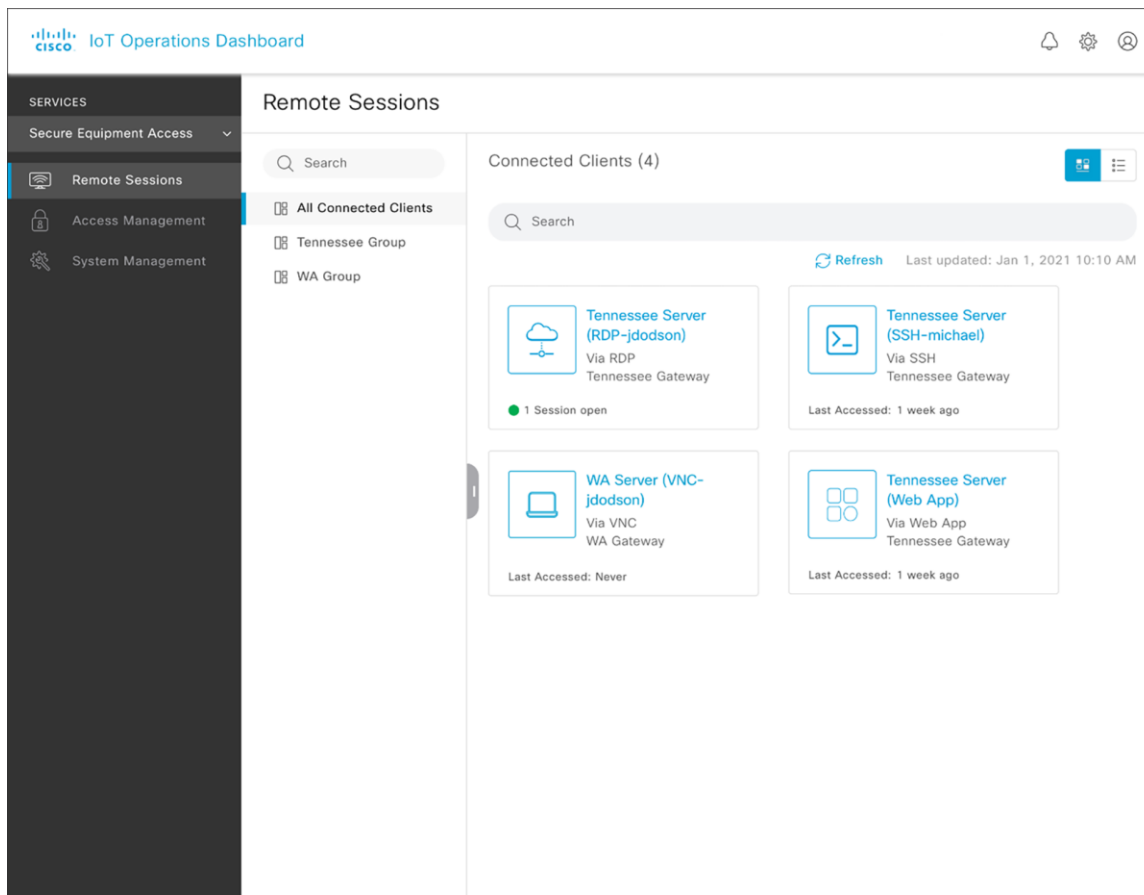 CISCO IoT Operations Dashboard
SERVICES
Secure Equipment Access
Remote Sessions
Access Management
System Management
Remote Sessions
Search
All Connected Clients
Tennessee Group
WA Group
Connected Clients (4)
Search
Refresh Last updated: Jan 1, 2021 10:10 AM
Tennessee Server
(RDP-jdodson)
Via RDP
Tennessee Gateway
1 Session open
Tennessee Server
(SSH-michael)
Via SSH
Tennessee Gateway
Last Accessed: 1 week ago
WA Server (VNC-
jdodson)
Via VNC
WA Gateway
Last Accessed: Never
Tennessee Server
(Web App)
Via Web App
Tennessee Gateway
Last Accessed: 1 week ago